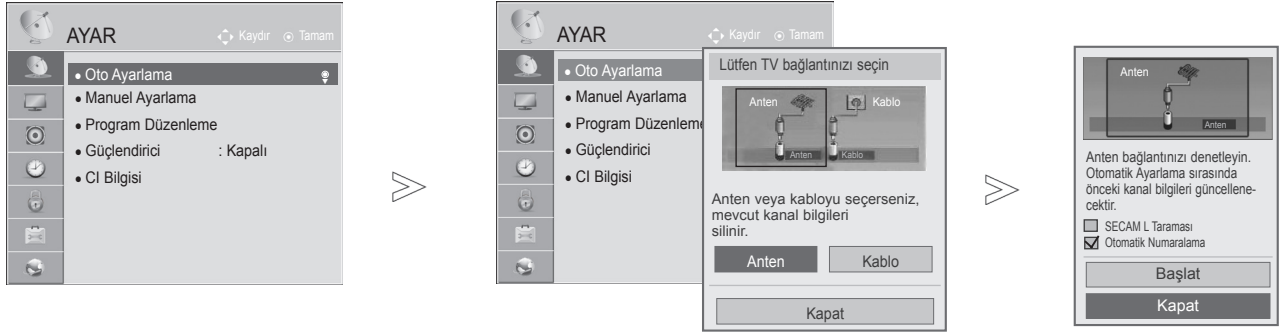 AYAR
Kaydır Tamam
• Oto Ayarlama
• Manuel Ayarlama
• Program Düzenleme
• Güçlendirici : Kapalı
• CI Bilgisi
AYAR
Kaydır Tamam
• Oto Ayarlama
• Manuel Ayarlama
• Program Düzenleme
• Güçlendirici
• CI Bilgisi
Lütfen TV bağlantınızı seçin
Anten Kablo
Anten Kablo
Anten veya kabloyu seçerseniz,
mevcut kanal bilgileri
silinir.
Anten Kablo
Kapat
Anten
Anten
Anten bağlantınızı denetleyin.
Otomatik Ayarlama sırasında
önceki kanal bilgileri güncellene-
cektir.
SECAM L Taraması
Otomatik Numaralama
Başlat
Kapat